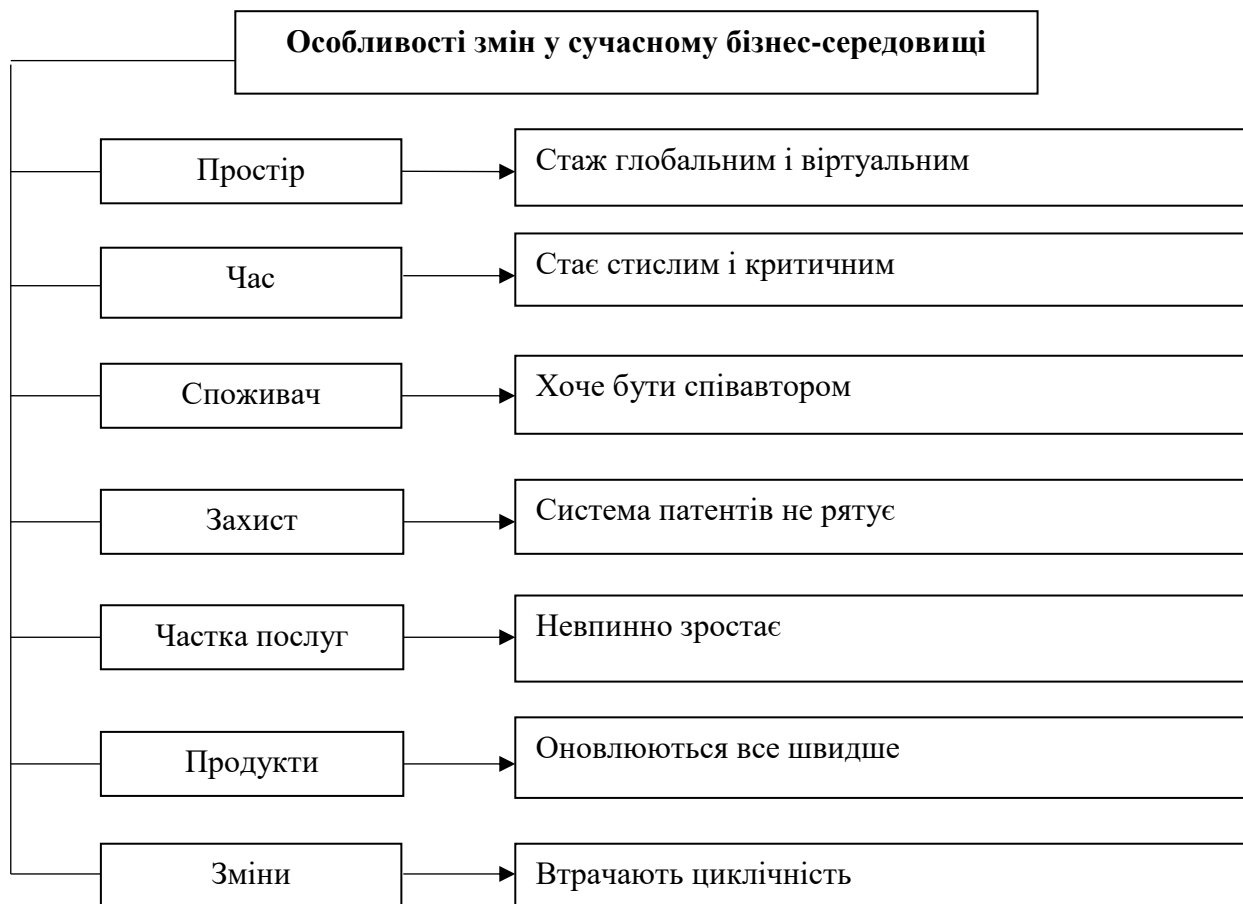 Особливості змін у сучасному бізнес-середовищі
Простір
Стаж глобальним і віртуальним
Час
Стає стислим і критичним
Споживач
Хоче бути співавтором
Захист
Система патентів не рятує
Частка послуг
Невпинно зростає
Продукти
Оновлюються все швидше
Зміни
Втрачають циклічність